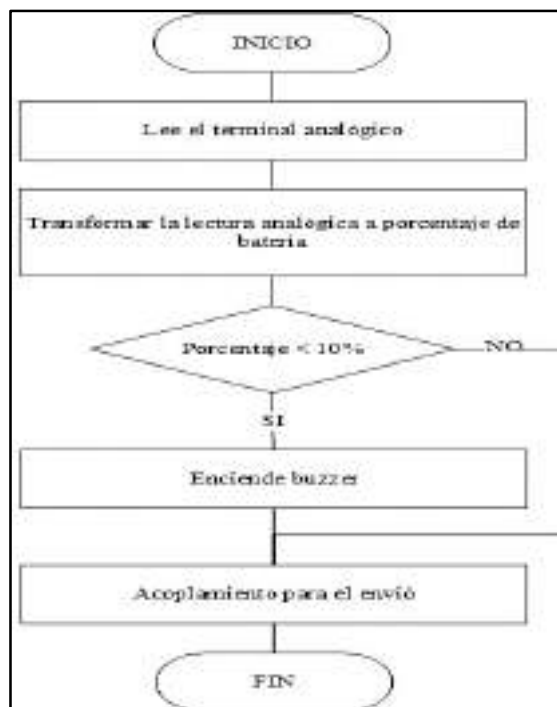 INICIO
Lee el terminal analógico
Transformar la lectura analógica a porcentaje de
bateria
Porcentaje < 10%
NO
SI
Enciende buzzer
Acoplamiento para el envió
FIN